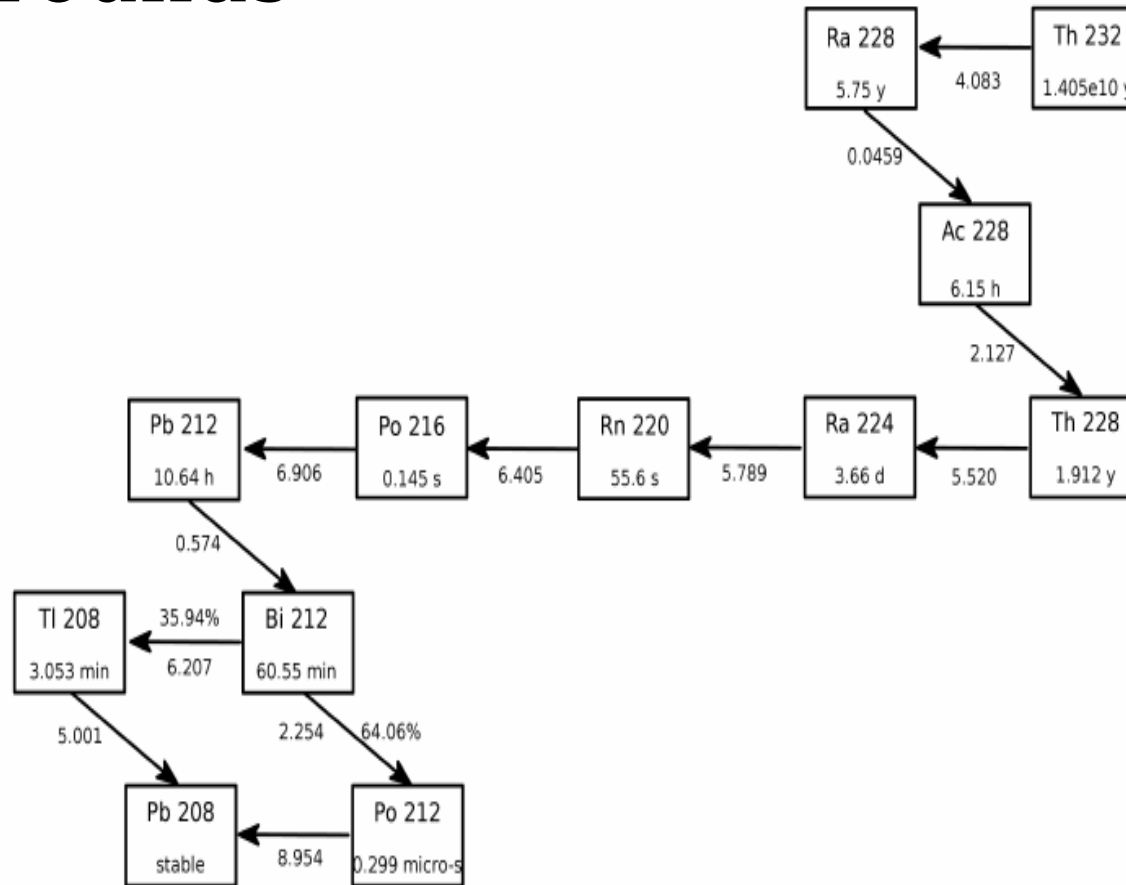 Ra 228
5.75 y
4.083
Th 232
1.405e10 y
0.0459
Ac 228
6.15 h
2.127
Pb 212
10.64 h
6.906
Po 216
0.145 s
6.405
Rn 220
55.6 s
5.789
Ra 224
3.66 d
5.520
Th 228
1.912 y
0.574
Tl 208
3.053 min
35.94%
6.207
Bi 212
60.55 min
5.001
2.254
64.06%
Pb 208
stable
8.954
Po 212
0.299 micro-s